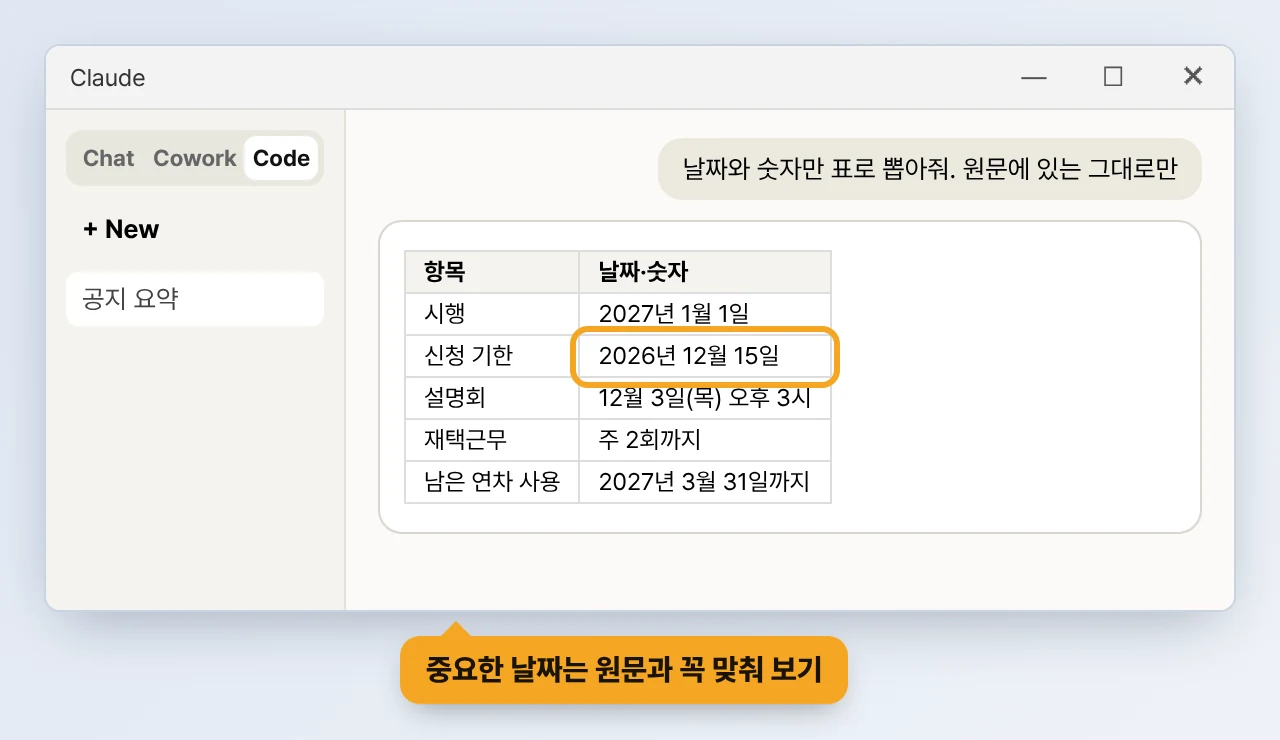 Claude
Chat Cowork Code
+ New
공지 요약
날짜와 숫자만 표로 뽑아줘. 원문에 있는 그대로만
항목 날짜·숫자
시행 2027년 1월 1일
신청 기한 2026년 12월 15일
설명회 12월 3일(목) 오후 3시
재택근무 주 2회까지
남은 연차 사용 2027년 3월 31일까지
중요한 날짜는 원문과 꼭 맞춰 보기